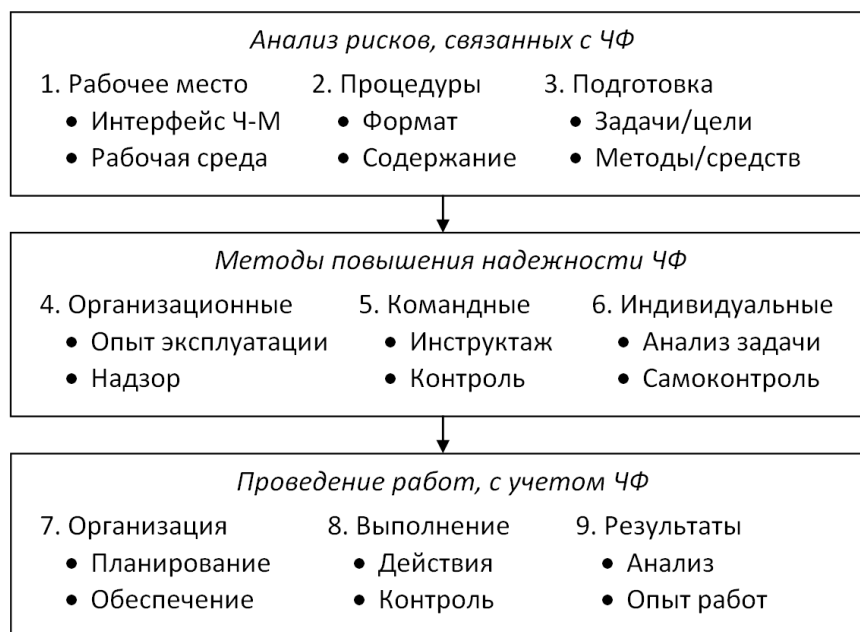 Анализ рисков, связанных с ЧФ
1. Рабочее место 2. Процедуры 3. Подготовка
• Интерфейс Ч-М • Формат • Задачи/цели
• Рабочая среда • Содержание • Методы/средств
Методы повышения надежности ЧФ
4. Организационные 5. Командные 6. Индивидуальные
• Опыт эксплуатации • Инструктаж • Анализ задачи
• Надзор • Контроль • Самоконтроль
Проведение работ, с учетом ЧФ
7. Организация 8. Выполнение 9. Результаты
• Планирование • Действия • Анализ
• Обеспечение • Контроль • Опыт работ